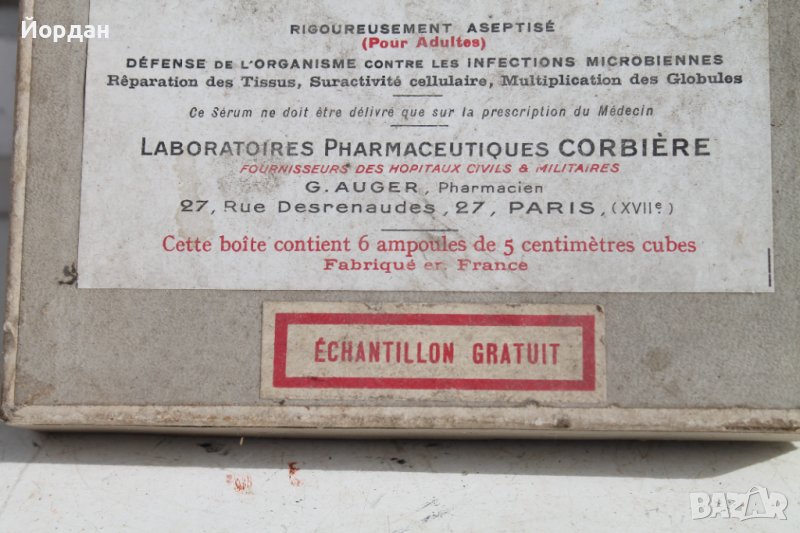 Йордан
RIGOUREUSEMENT ASEPTISÉ
(Pour Adultes)
DÉFENSE DE L'ORGANISME CONTRE LES INFECTIONS MICROBIENNES
Rêparation des Tissus, Suractivité cellulaire, Multiplication des Globules
Ce Sérum ne doit être délivré que sur la prescription du Médecin
LABORATOIRES PHARMACEUTIQUES CORBIÈRE
FOURNISSEURS DES HOPITAUX CIVILS & MILITAIRES
G. AUGER, Pharmacien
27, Rue Desrenaudes, 27, PARIS, (XVIIe)
Cette boîte contient 6 ampoules de 5 centimètres cubes
Fabriqué en France
ÉCHANTILLON GRATUIT
BAZAR